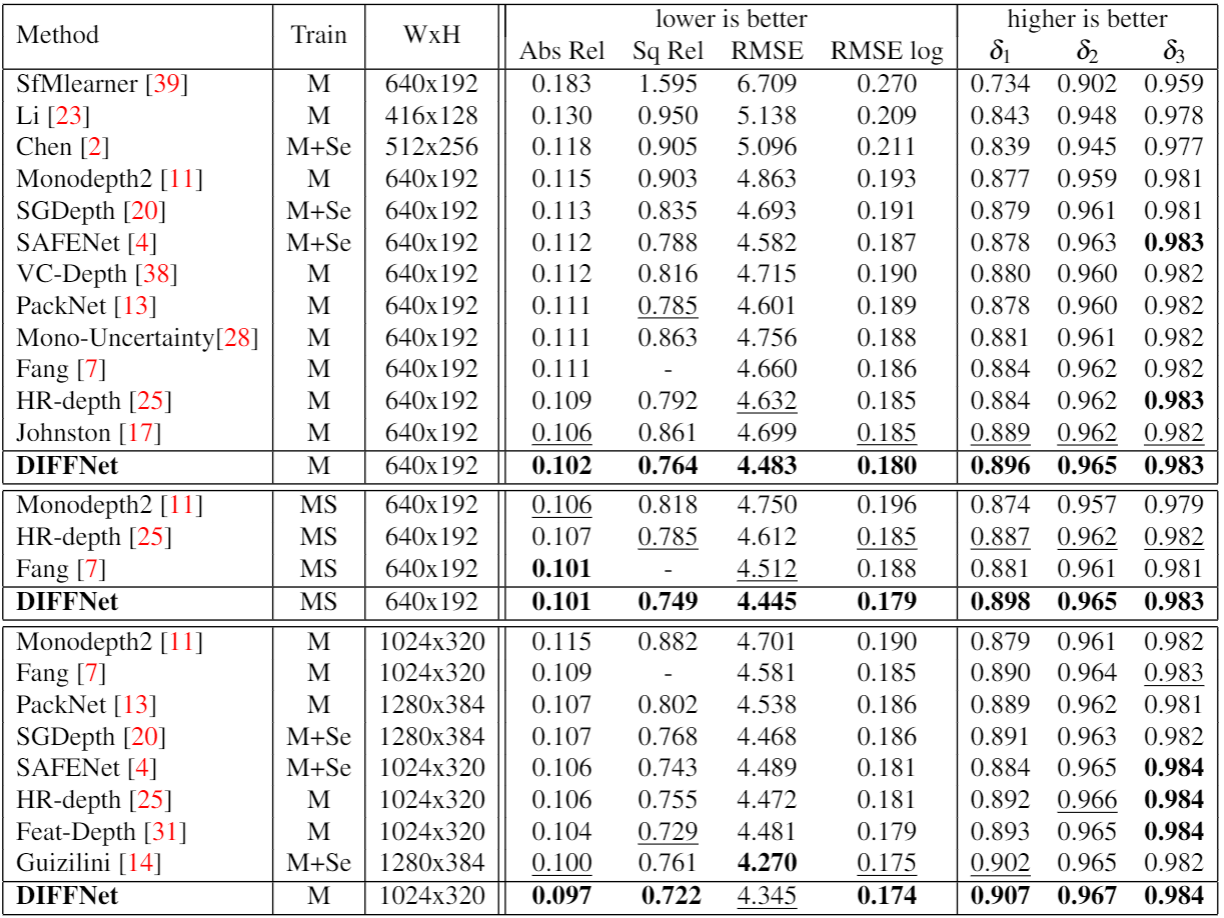 Method Train WxH lower is better higher is better
Abs Rel Sq Rel RMSE RMSE log δ1 δ2 δ3
SfMlearner [39] M 640x192 0.183 1.595 6.709 0.270 0.734 0.902 0.959
Li [23] M 416x128 0.130 0.950 5.138 0.209 0.843 0.948 0.978
Chen [2] M+Se 512x256 0.118 0.905 5.096 0.211 0.839 0.945 0.977
Monodepth2 [11] M 640x192 0.115 0.903 4.863 0.193 0.877 0.959 0.981
SGDepth [20] M+Se 640x192 0.113 0.835 4.693 0.191 0.879 0.961 0.981
SAFENet [4] M+Se 640x192 0.112 0.788 4.582 0.187 0.878 0.963 0.983
VC-Depth [38] M 640x192 0.112 0.816 4.715 0.190 0.880 0.960 0.982
PackNet [13] M 640x192 0.111 0.785 4.601 0.189 0.878 0.960 0.982
Mono-Uncertainty[28] M 640x192 0.111 0.863 4.756 0.188 0.881 0.961 0.982
Fang [7] M 640x192 0.111 - 4.660 0.186 0.884 0.962 0.982
HR-depth [25] M 640x192 0.109 0.792 4.632 0.185 0.884 0.962 0.983
Johnston [17] M 640x192 0.106 0.861 4.699 0.185 0.889 0.962 0.982
DIFFNet M 640x192 0.102 0.764 4.483 0.180 0.896 0.965 0.983
Monodepth2 [11] MS 640x192 0.106 0.818 4.750 0.196 0.874 0.957 0.979
HR-depth [25] MS 640x192 0.107 0.785 4.612 0.185 0.887 0.962 0.982
Fang [7] MS 640x192 0.101 - 4.512 0.188 0.881 0.961 0.981
DIFFNet MS 640x192 0.101 0.749 4.445 0.179 0.898 0.965 0.983
Monodepth2 [11] M 1024x320 0.115 0.882 4.701 0.190 0.879 0.961 0.982
Fang [7] M 1024x320 0.109 - 4.581 0.185 0.890 0.964 0.983
PackNet [13] M 1280x384 0.107 0.802 4.538 0.186 0.889 0.962 0.981
SGDepth [20] M+Se 1280x384 0.107 0.768 4.468 0.186 0.891 0.963 0.982
SAFENet [4] M+Se 1024x320 0.106 0.743 4.489 0.181 0.884 0.965 0.984
HR-depth [25] M 1024x320 0.106 0.755 4.472 0.181 0.892 0.966 0.984
Feat-Depth [31] M 1024x320 0.104 0.729 4.481 0.179 0.893 0.965 0.984
Guizilini [14] M+Se 1280x384 0.100 0.761 4.270 0.175 0.902 0.965 0.982
DIFFNet M 1024x320 0.097 0.722 4.345 0.174 0.907 0.967 0.984